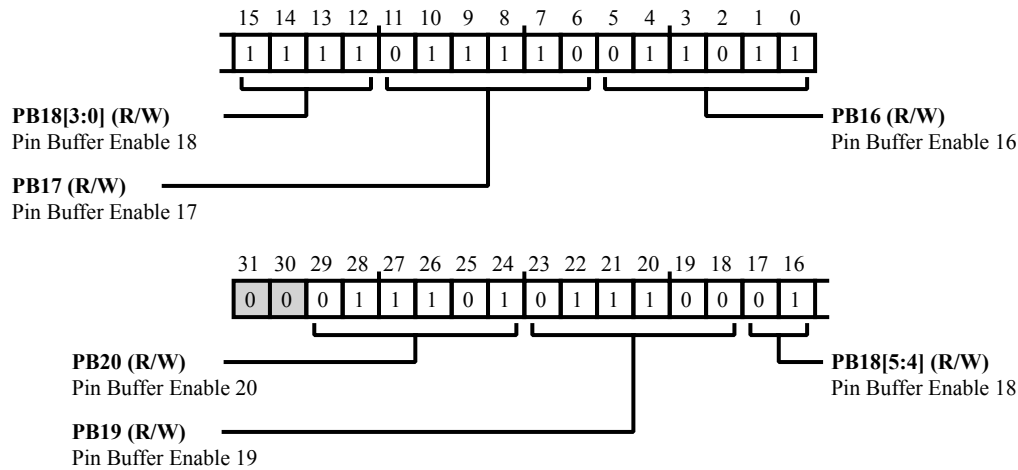 15 14 13 12 11 10 9 8 7 6 5 4 3 2 1 0
1 1 1 1 0 1 1 1 1 0 0 1 1 0 1 1
PB18[3:0] (R/W)
Pin Buffer Enable 18
PB16 (R/W)
Pin Buffer Enable 16
PB17 (R/W)
Pin Buffer Enable 17
31 30 29 28 27 26 25 24 23 22 21 20 19 18 17 16
0 0 0 1 1 1 0 1 0 1 1 1 0 0 0 1
PB20 (R/W)
Pin Buffer Enable 20
PB18[5:4] (R/W)
Pin Buffer Enable 18
PB19 (R/W)
Pin Buffer Enable 19